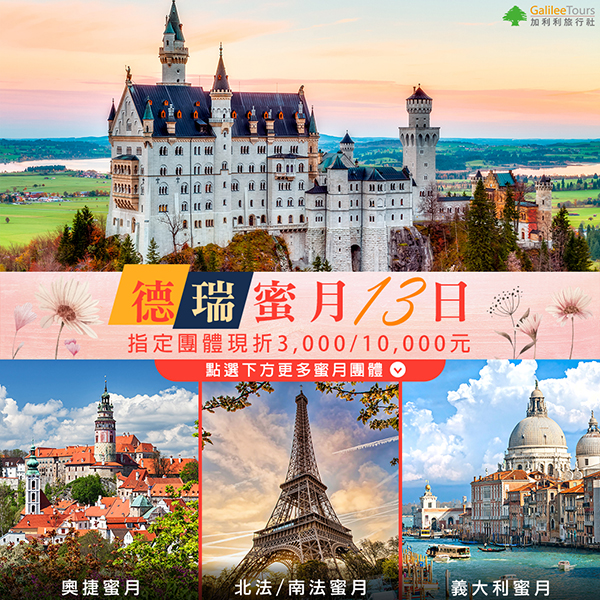 GalileeTours
加利利旅行社
德瑞蜜月13日
指定團體現折3,000/10,000元
點選下方更多蜜月團體
奧捷蜜月
北法/南法蜜月
義大利蜜月